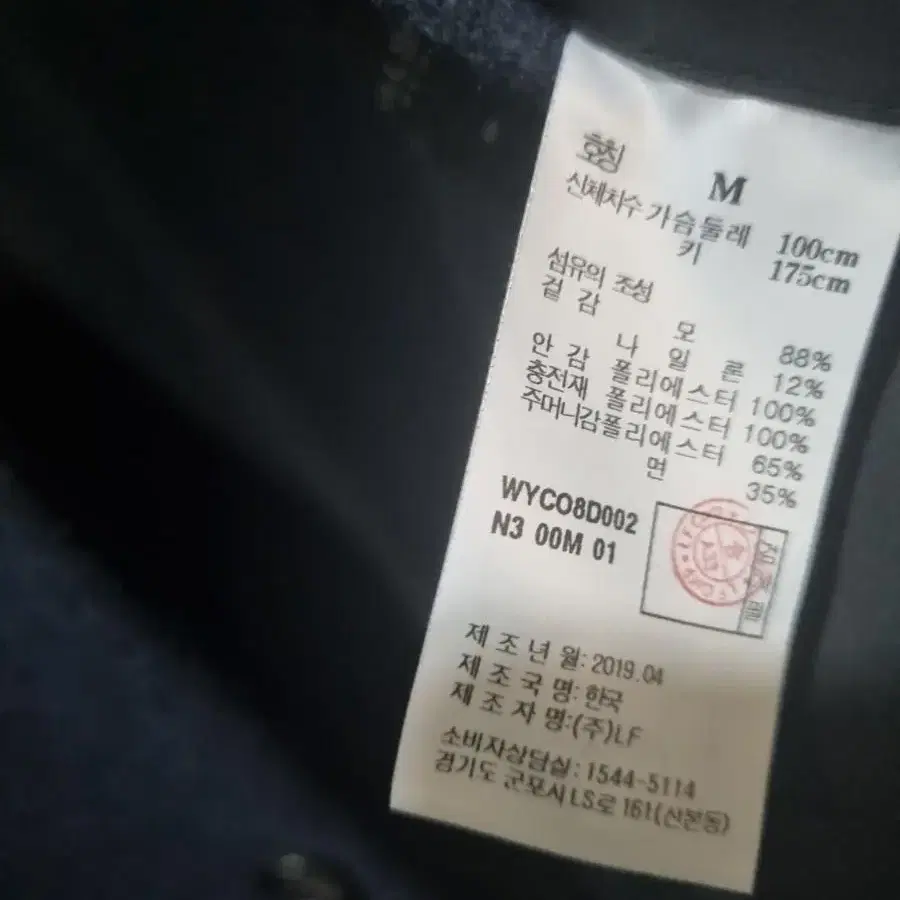 호칭 M
신체치수 가슴둘레 100cm
키 175cm
섬유의 조성
겉 감 모 88%
나 일 론 12%
안 감 폴리에스터 100%
충전재 폴리에스터 100%
주머니감폴리에스터 65%
면 35%
WYCO8D002
N3 00M 01
제 조 년 월: 2019.04
제 조 국 명: 한국
제 조 자 명:(주)LF
소비자상담실: 1544-5114
경기도 군포시 LS로 161(산본동)